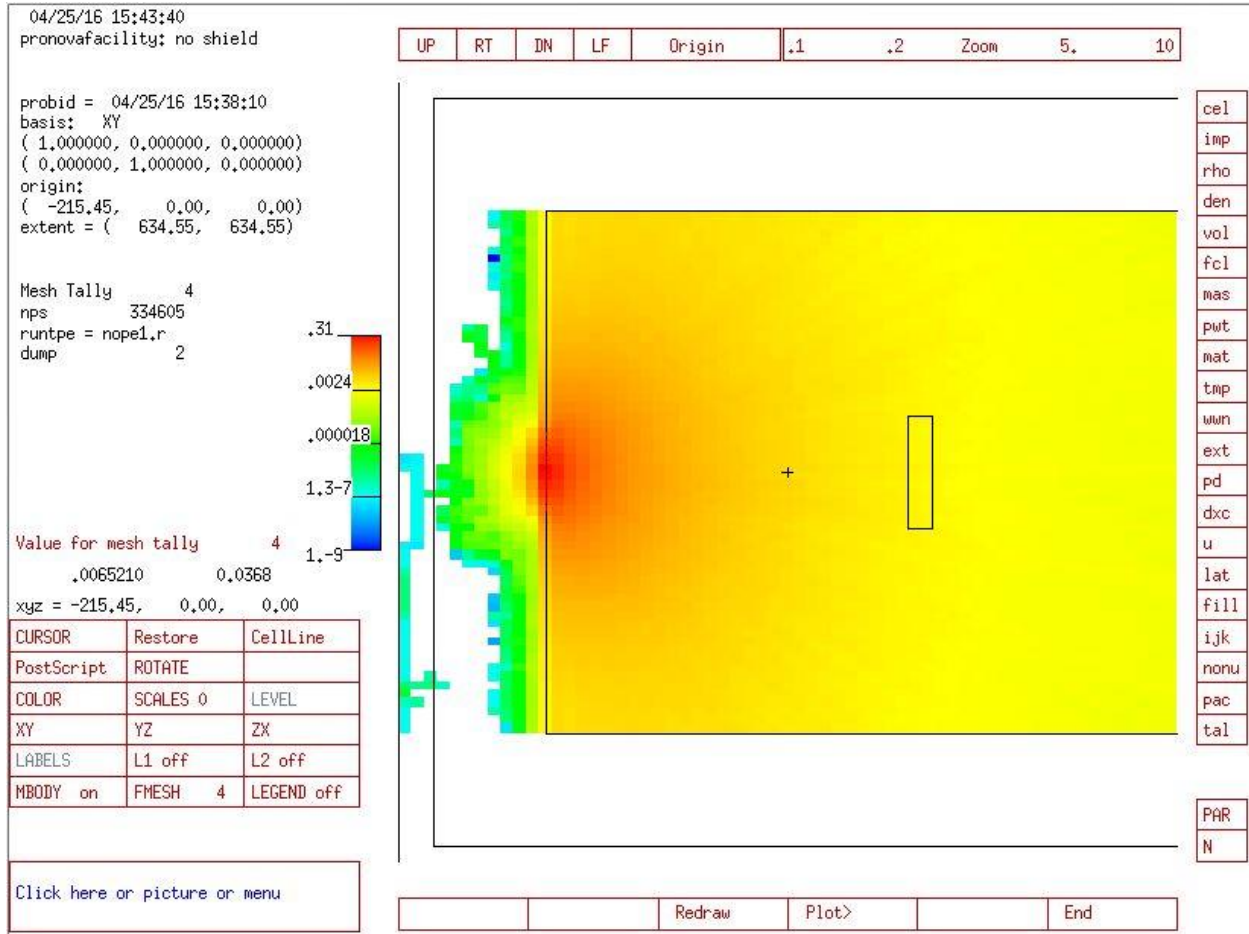 04/25/16 15:43:40
pronovafacility: no shield
probid = 04/25/16 15:38:10
basis: XY
( 1.000000, 0.000000, 0.000000)
( 0.000000, 1.000000, 0.000000)
origin:
( -215.45, 0.00, 0.00)
extent = ( 634.55, 634.55)
Mesh Tally 4
nps 334605
runtpe = nope1.r
dump 2
.31
.0024
.000018
1.3-7
1.-9
Value for mesh tally 4
.0065210 0.0368
xyz = -215.45, 0.00, 0.00
CURSOR Restore CellLine
PostScript ROTATE
COLOR SCALES 0 LEVEL
XY YZ ZX
LABELS L1 off L2 off
MBODY on FMESH 4 LEGEND off
Click here or picture or menu
UP RT DN LF Origin .1 .2 Zoom 5. 10
cel
imp
rho
den
vol
fcl
mas
pwt
mat
tmp
wwn
ext
pd
dxc
u
lat
fill
ijk
nonu
pac
tal
PAR
N
Redraw Plot> End